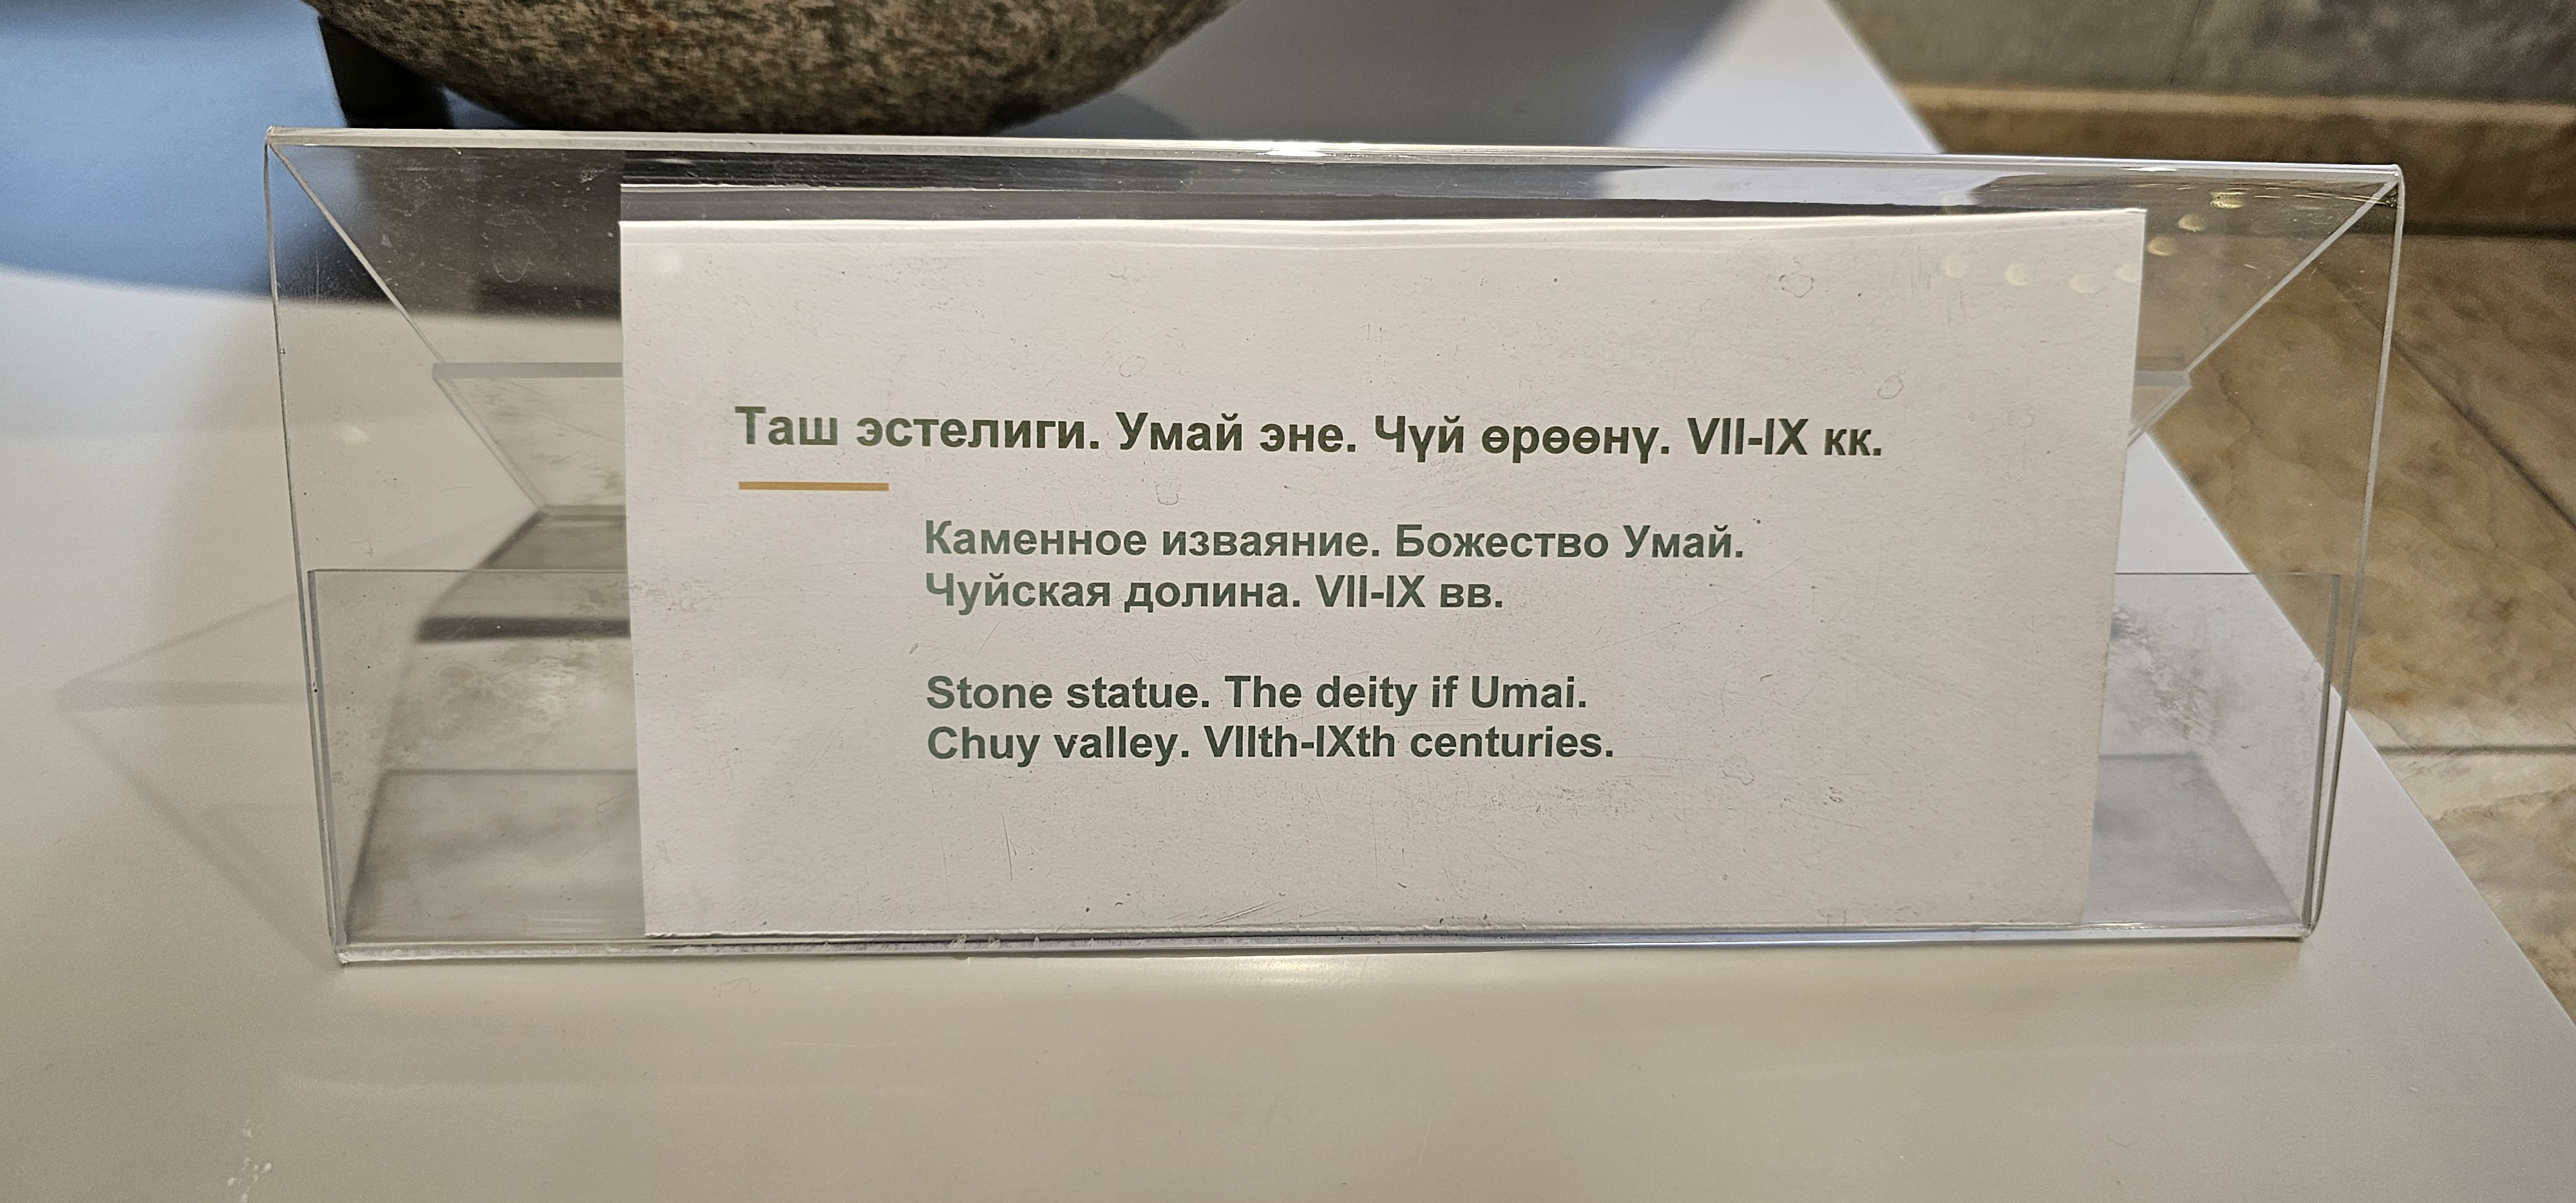 Таш эстелиги. Умай эне. Чүй өрөөнү. VII-IX кк.
Каменное изваяние. Божество Умай.
Чуйская долина. VII-IX вв.
Stone statue. The deity if Umai.
Chuy valley. VIIth-IXth centuries.